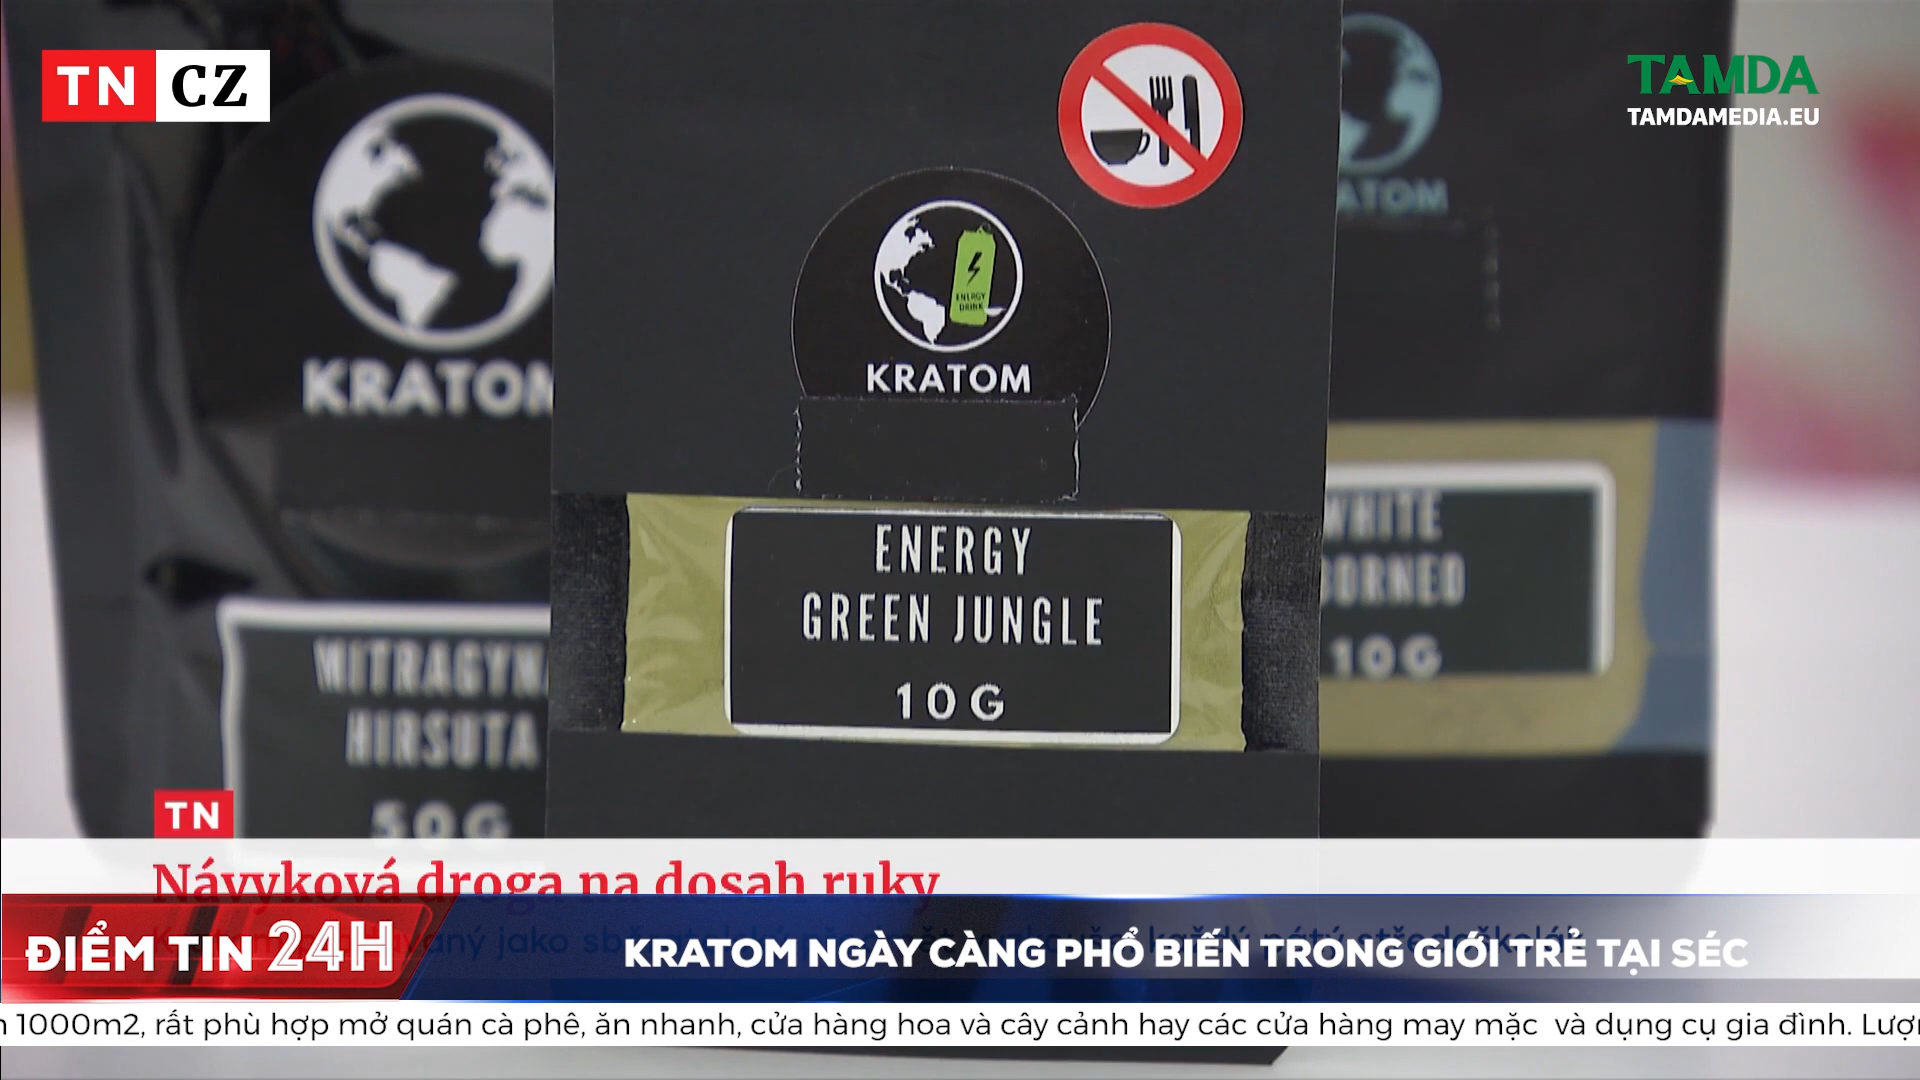 TN CZ
TAMDA
TAMDAMEDIA.EU
KRATOM
ENERGY
DRINK
KRATOM
ENERGY
GREEN JUNGLE
10G
MITRAGYNA
HIRSUTA
50G
WHITE
BORNEO
10G
TN
Návyková droga na dosah ruky
ĐIỂM TIN 24H
KRATOM NGÀY CÀNG PHỔ BIẾN TRONG GIỚI TRẺ TẠI SÉC
1000m2, rất phù hợp mở quán cà phê, ăn nhanh, cửa hàng hoa và cây cảnh hay các cửa hàng may mặc và dụng cụ gia đình.